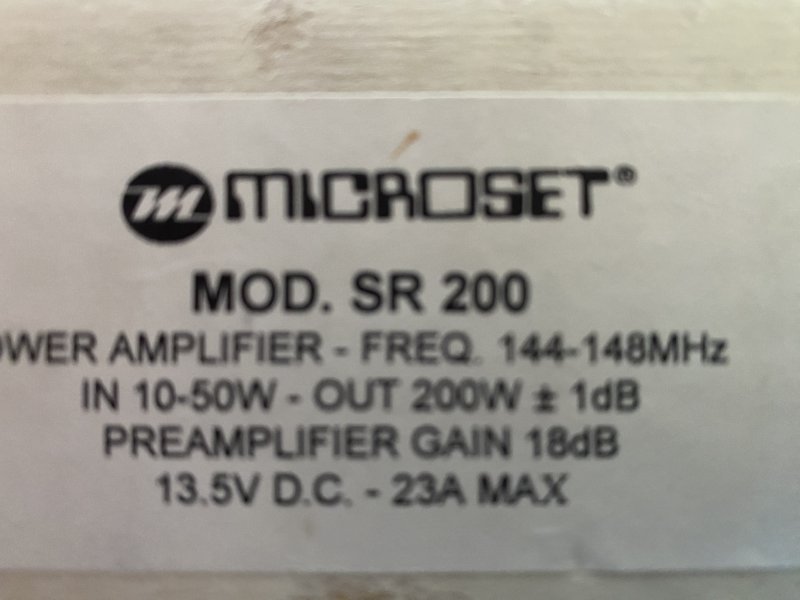 m MICROSET®
MOD. SR 200
OWER AMPLIFIER - FREQ. 144-148MHz
IN 10-50W - OUT 200W ± 1dB
PREAMPLIFIER GAIN 18dB
13.5V D.C. - 23A MAX